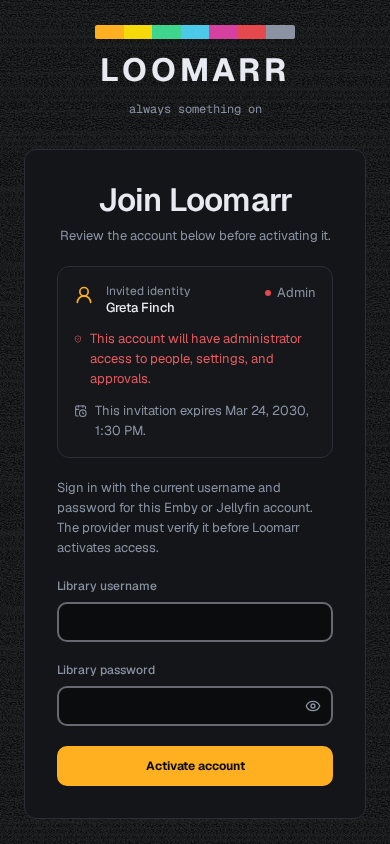 LOOMARR
always something on
Join Loomarr
Review the account below before activating it.
Invited identity
Greta Finch
Admin
This account will have administrator
access to people, settings, and
approvals.
This invitation expires Mar 24, 2030,
1:30 PM.
Sign in with the current username and
password for this Emby or Jellyfin account.
The provider must verify it before Loomarr
activates access.
Library username
Library password
Activate account